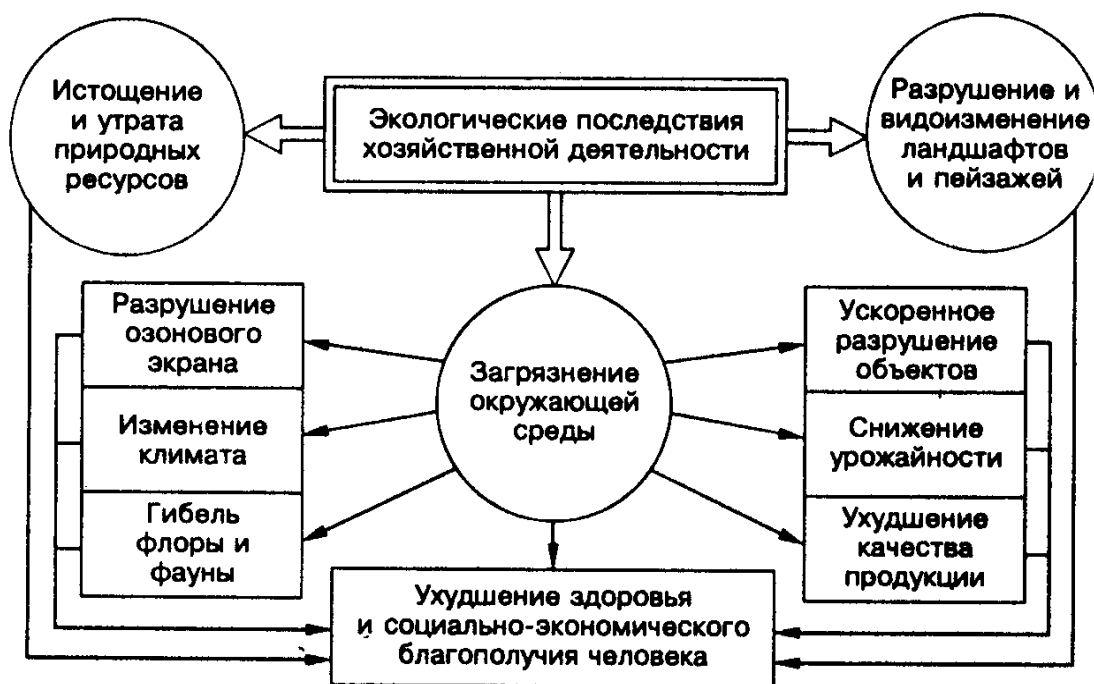 Истощение
и утрата
природных
ресурсов
Экологические последствия
хозяйственной деятельности
Разрушение и
видоизменение
ландшафтов
и пейзажей
Разрушение
озонового
экрана
Изменение
климата
Гибель
флоры и
фауны
Загрязнение
окружающей
среды
Ускоренное
разрушение
объектов
Снижение
урожайности
Ухудшение
качества
продукции
Ухудшение здоровья
и социально-экономического
благополучия человека